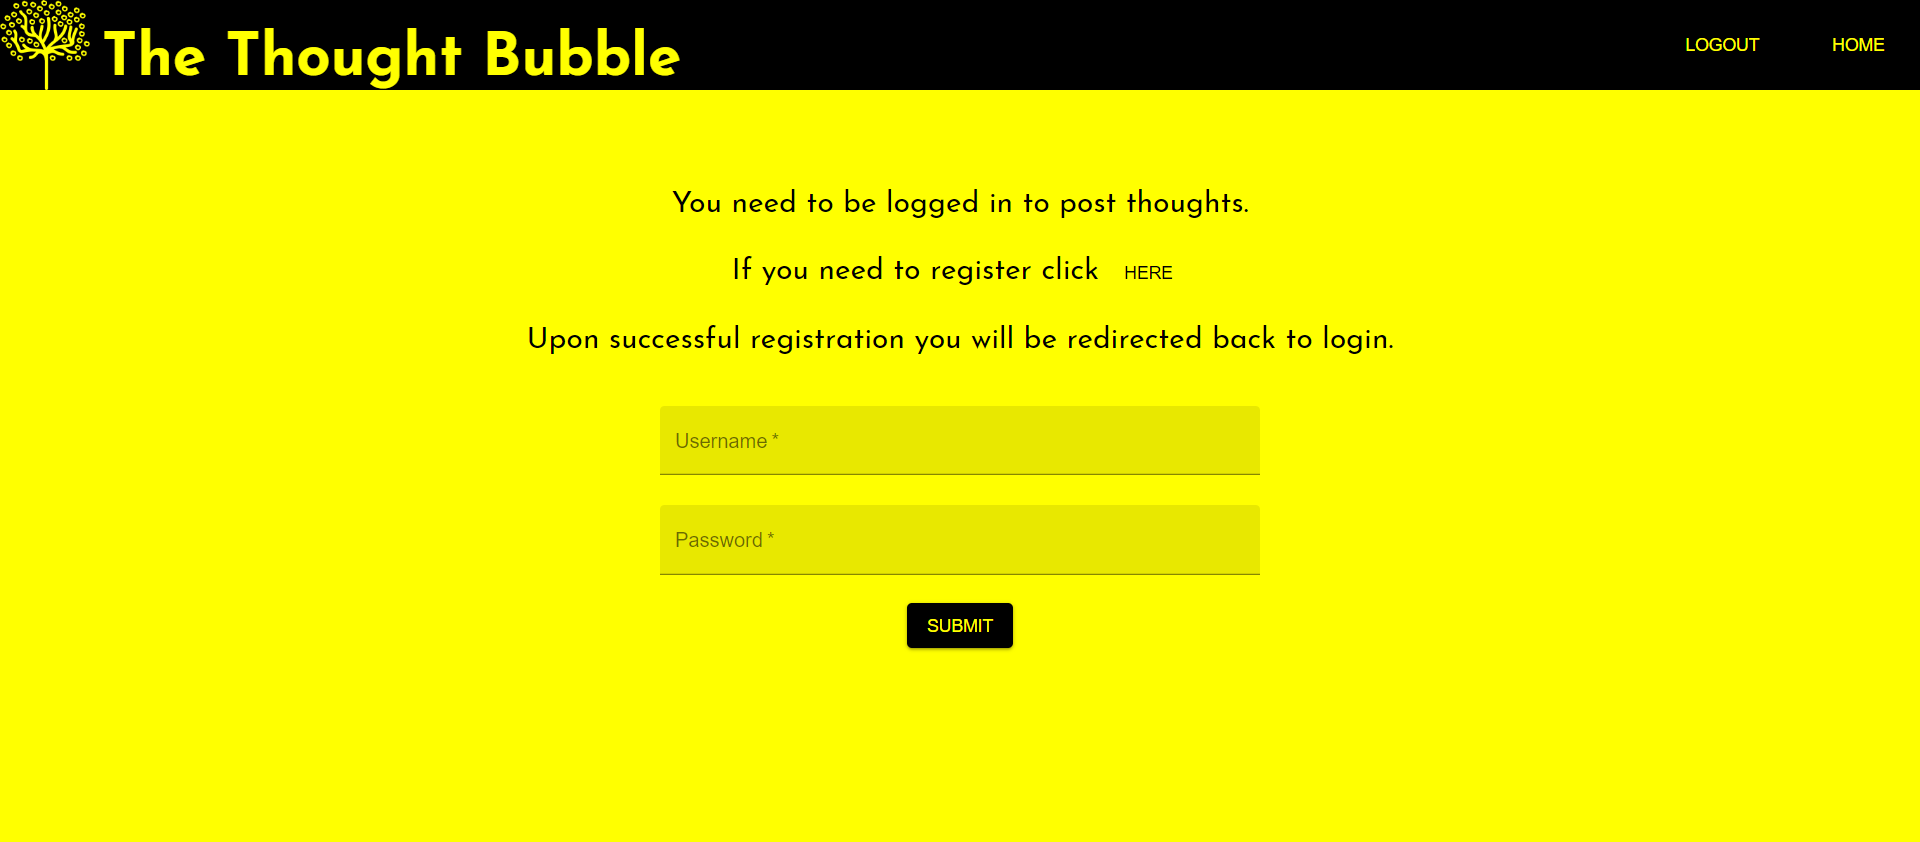 The Thought Bubble
LOGOUT
HOME
You need to be logged in to post thoughts.
If you need to register click HERE
Upon successful registration you will be redirected back to login.
Username *
Password *
SUBMIT